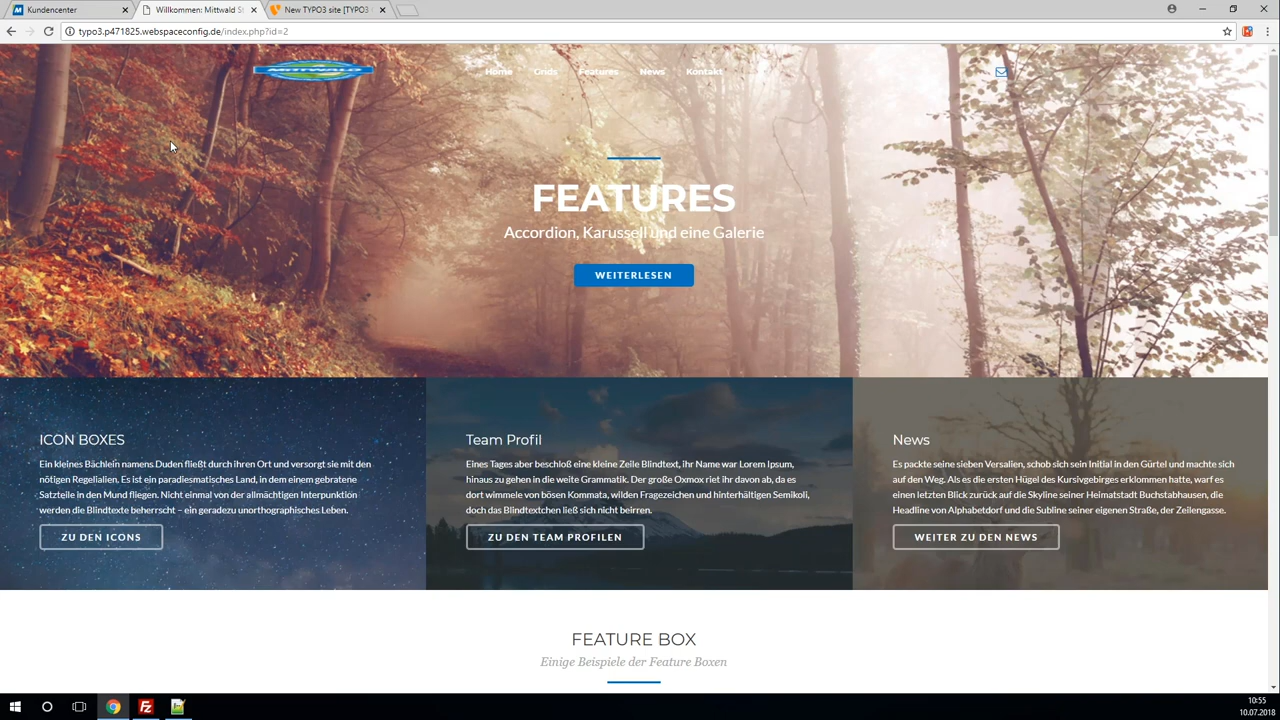 Kundencenter
Willkommen: Mittwald St
New TYPO3 site [TYPO3 C
typo3.p471825.webspaceconfig.de/index.php?id=2
MITTWALD
Home Grids Features News Kontakt
FEATURES
Accordion, Karussell und eine Galerie
WEITERLESEN
ICON BOXES
Ein kleines Bächlein namens Duden fließt durch ihren Ort und versorgt sie mit den
nötigen Regelialien. Es ist ein paradiesmatisches Land, in dem einem gebratene
Satzteile in den Mund fliegen. Nicht einmal von der allmächtigen Interpunktion
werden die Blindtexte beherrscht – ein geradezu unorthographisches Leben.
ZU DEN ICONS
Team Profil
Eines Tages aber beschloß eine kleine Zeile Blindtext, ihr Name war Lorem Ipsum,
hinaus zu gehen in die weite Grammatik. Der große Oxmox riet ihr davon ab, da es
dort wimmele von bösen Kommata, wilden Fragezeichen und hinterhältigen Semikoli,
doch das Blindtextchen ließ sich nicht beirren.
ZU DEN TEAM PROFILEN
News
Es packte seine sieben Versalien, schob sich sein Initial in den Gürtel und machte sich
auf den Weg. Als es die ersten Hügel des Kursivgebirges erklommen hatte, warf es
einen letzten Blick zurück auf die Skyline seiner Heimatstadt Buchstabhausen, die
Headline von Alphabetdorf und die Subline seiner eigenen Straße, der Zeilengasse.
WEITER ZU DEN NEWS
FEATURE BOX
Einige Beispiele der Feature Boxen
10:55
10.07.2018